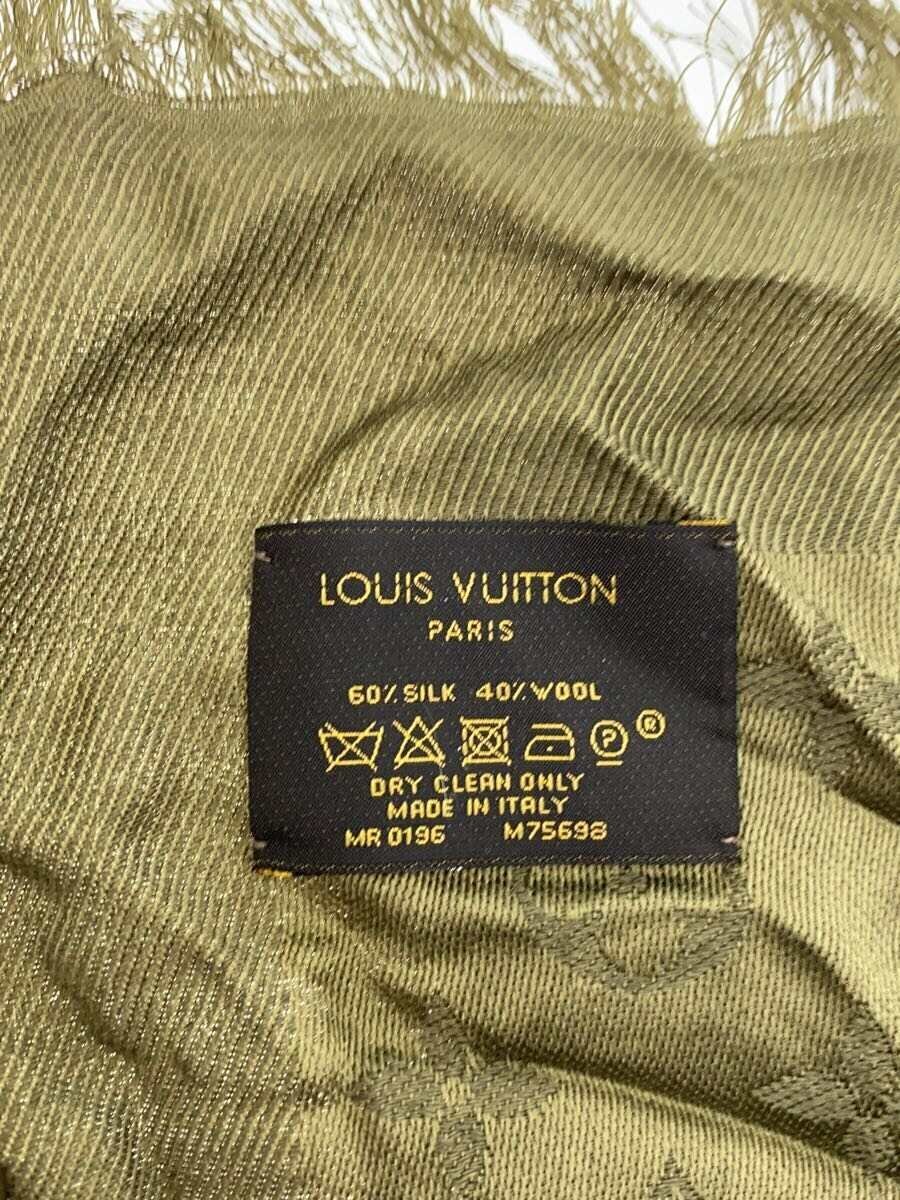 LOUIS VUITTON
PARIS
60% SILK 40% WOOL
P ®
DRY CLEAN ONLY
MADE IN ITALY
MR 0196 M75698